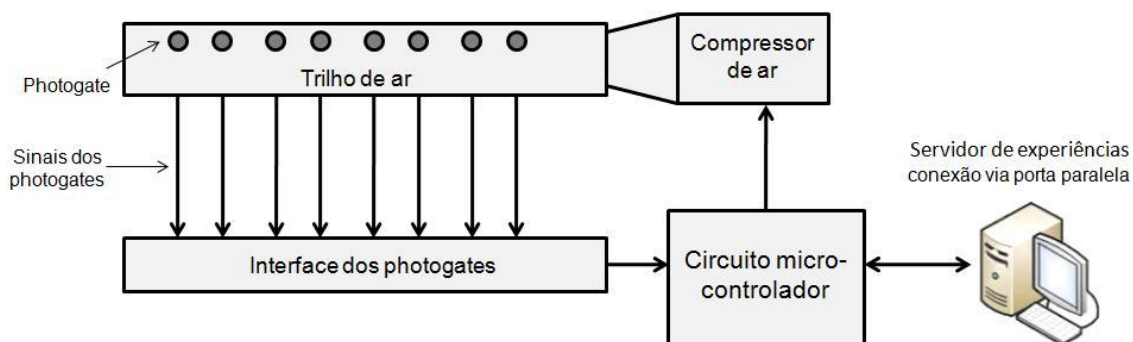 Compressor
de ar
Trilho de ar
Photogate
Sinais dos
photogates
Servidor de experiências
conexão via porta paralela
Interface dos photogates
Circuito micro-
controlador